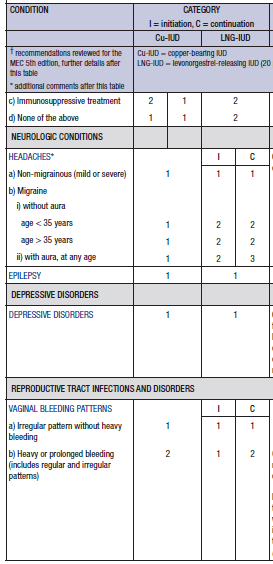 CONDITION
CATEGORY
I = initiation, C = continuation
Cu-IUD LNG-IUD
† recommendations reviewed for the
MEC 5th edition, further details after
this table
* additional comments after this table
Cu-IUD = copper-bearing IUD
LNG-IUD = levonorgestrel-releasing IUD (20
c) Immunosuppressive treatment 2 1 2
d) None of the above 1 1 2
NEUROLOGIC CONDITIONS
HEADACHES* I C
a) Non-migrainous (mild or severe) 1 1 1
b) Migraine
i) without aura
age < 35 years 1 2 2
age > 35 years 1 2 2
ii) with aura, at any age 1 2 3
EPILEPSY 1 1
DEPRESSIVE DISORDERS
DEPRESSIVE DISORDERS 1 1
REPRODUCTIVE TRACT INFECTIONS AND DISORDERS
VAGINAL BLEEDING PATTERNS I C
a) Irregular pattern without heavy 1 1 1
bleeding
b) Heavy or prolonged bleeding 2 1 2
(includes regular and irregular
patterns)